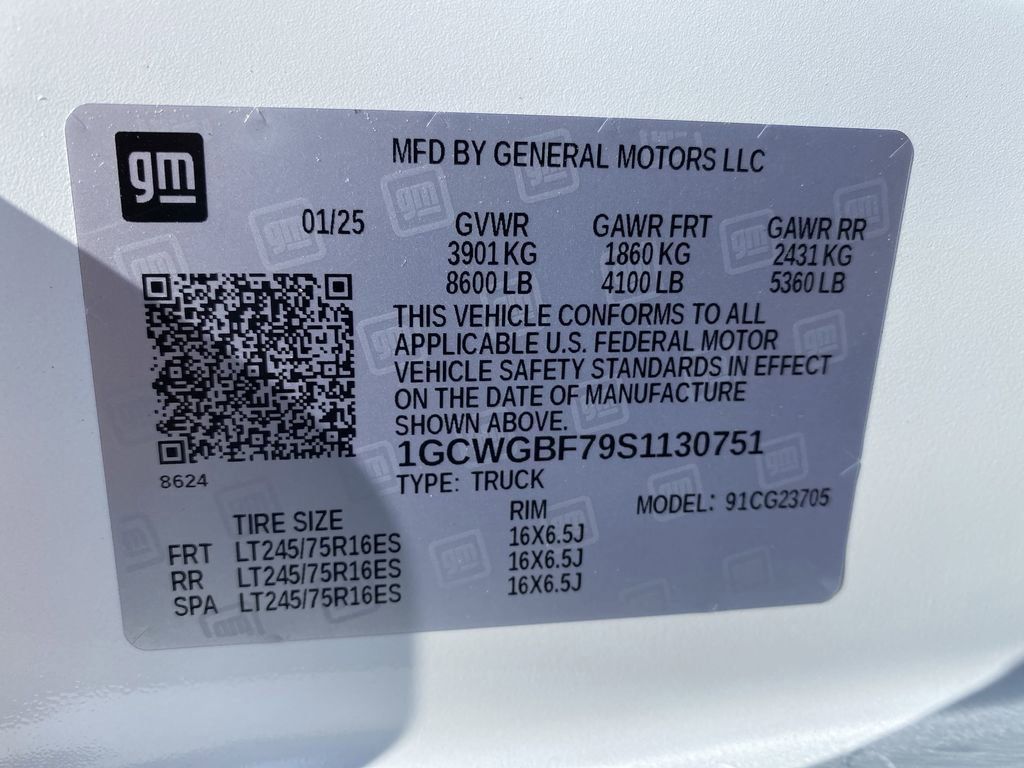 gm
MFD BY GENERAL MOTORS LLC
01/25 GVWR GAWR FRT GAWR RR
3901 KG 1860 KG 2431 KG
8600 LB 4100 LB 5360 LB
THIS VEHICLE CONFORMS TO ALL
APPLICABLE U.S. FEDERAL MOTOR
VEHICLE SAFETY STANDARDS IN EFFECT
ON THE DATE OF MANUFACTURE
SHOWN ABOVE.
1GCWGBF79S1130751
8624
TYPE: TRUCK
MODEL: 91CG23705
TIRE SIZE RIM
FRT LT245/75R16ES 16X6.5J
RR LT245/75R16ES 16X6.5J
SPA LT245/75R16ES 16X6.5J